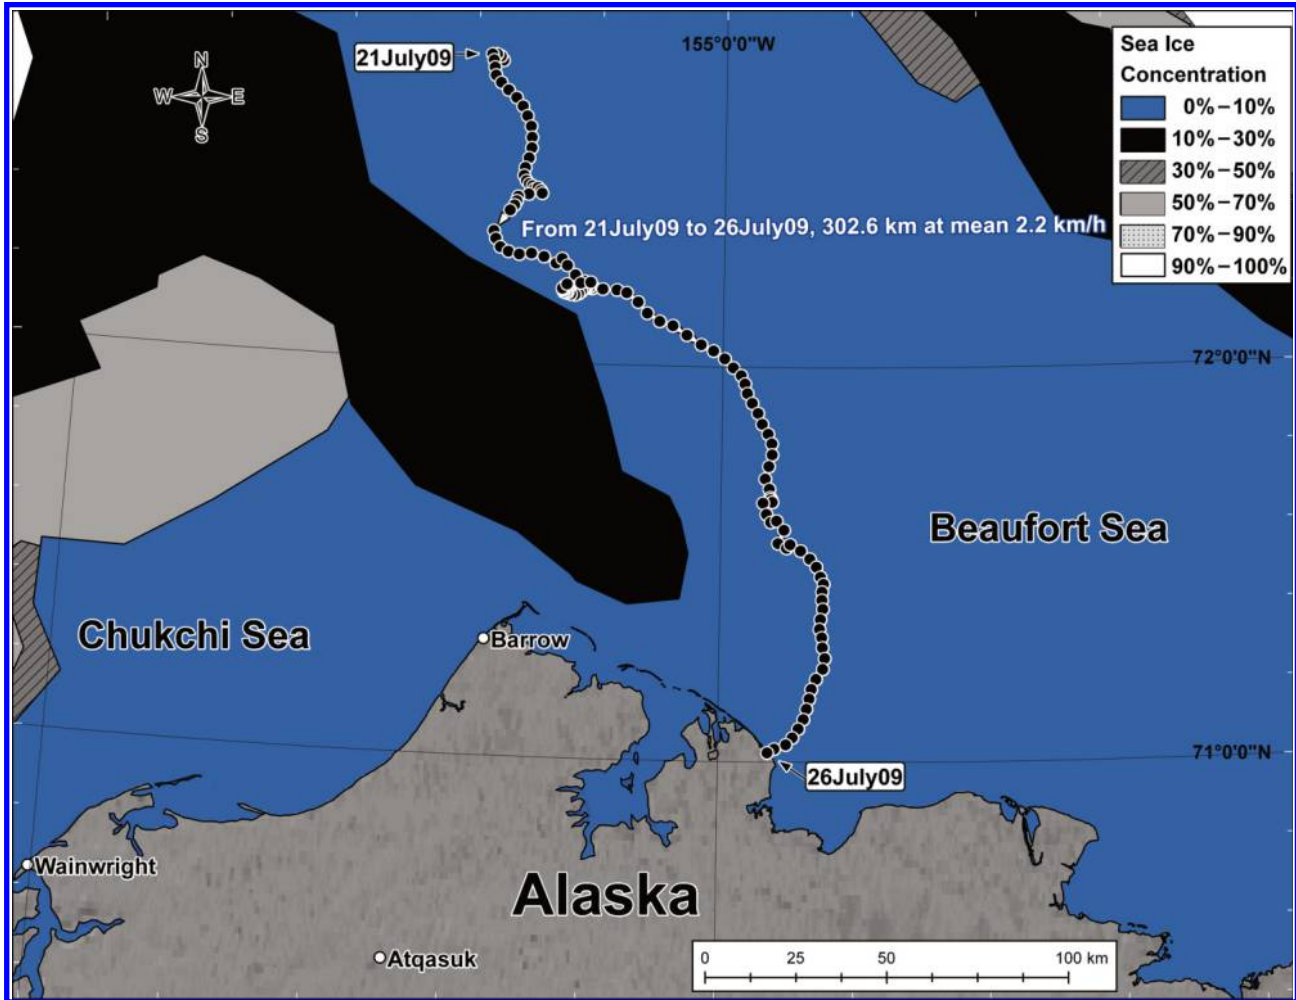 21July09
155°0'0"W
Sea Ice
Concentration
0%–10%
10%–30%
30%–50%
50%–70%
70%–90%
90%–100%
N
W E
S
From 21July09 to 26July09, 302.6 km at mean 2.2 km/h
72°0'0"N
Beaufort Sea
Chukchi Sea
Barrow
71°0'0"N
26July09
Wainwright
Alaska
Atqasuk
0 25 50 100 km